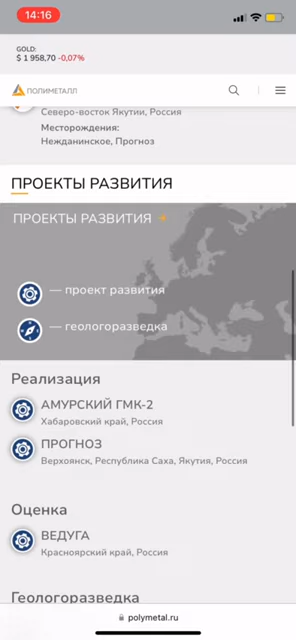 14:16
GOLD:
$ 1 958,70 -0,07%
ПОЛИМЕТАЛЛ
Северо-восток Якутии, Россия
Месторождения:
Нежданинское, Прогноз
ПРОЕКТЫ РАЗВИТИЯ
ПРОЕКТЫ РАЗВИТИЯ
— проект развития
— геологоразведка
Реализация
АМУРСКИЙ ГМК-2
Хабаровский край, Россия
ПРОГНОЗ
Верхоянск, Республика Саха, Якутия, Россия
Оценка
ВЕДУГА
Красноярский край, Россия
Геологоразведка
polymetal.ru